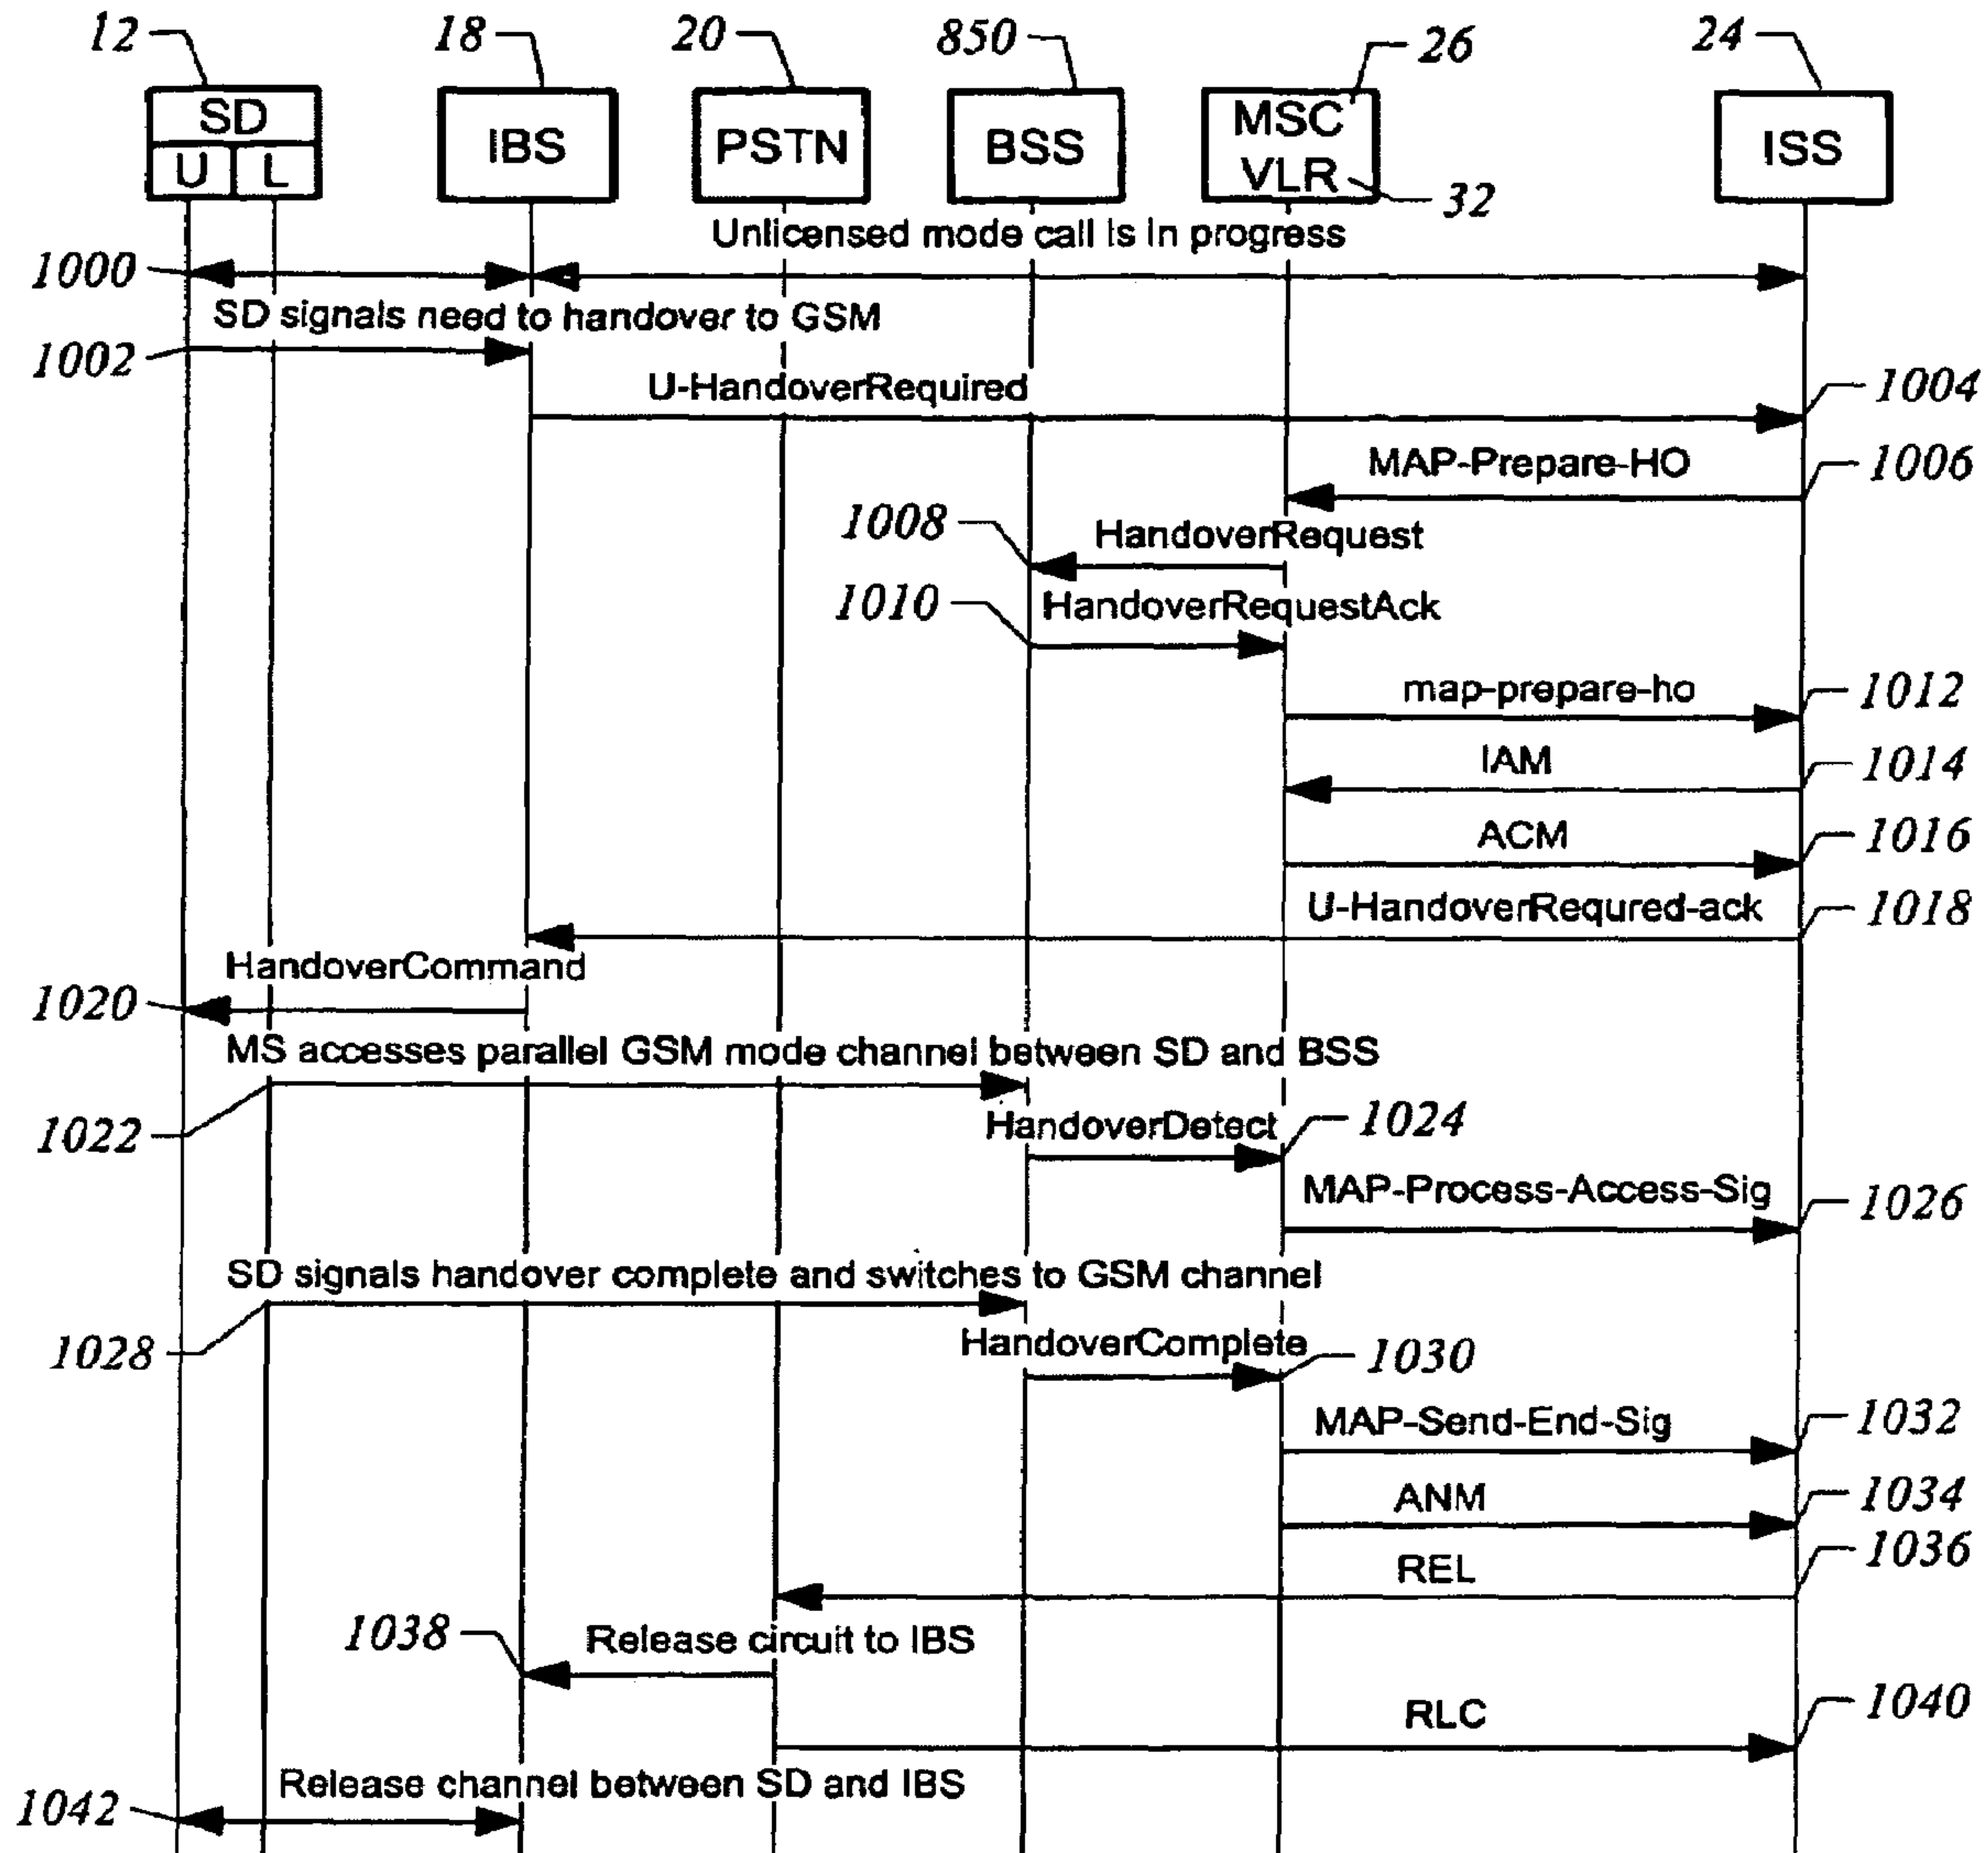 12 18 20 850 26 24
SD IBS PSTN BSS MSC ISS
U L VLR 32
Unlicensed mode call is in progress
1000
SD signals need to handover to GSM
1002
U-HandoverRequired 1004
MAP-Prepare-HO 1006
1008 HandoverRequest
1010 HandoverRequestAck
map-prepare-ho 1012
IAM 1014
ACM 1016
U-HandoverRequred-ack 1018
HandoverCommand
1020
MS accesses parallel GSM mode channel between SD and BSS
1022
HandoverDetect 1024
MAP-Process-Access-Sig 1026
SD signals handover complete and switches to GSM channel
1028
HandoverComplete 1030
MAP-Send-End-Sig 1032
ANM 1034
REL 1036
1038 Release circuit to IBS
RLC 1040
Release channel between SD and IBS
1042